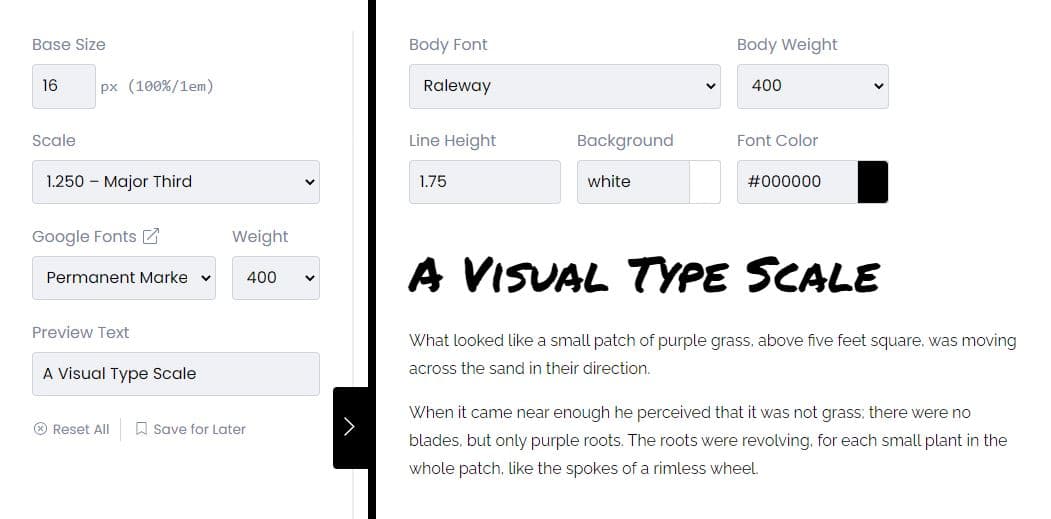 Base Size
16 px (100%/1em)
Scale
1.250 – Major Third
Google Fonts Weight
Permanent Marke 400
Preview Text
A Visual Type Scale
Reset All Save for Later
Body Font Body Weight
Raleway 400
Line Height Background Font Color
1.75 white #000000
A Visual Type Scale
What looked like a small patch of purple grass, above five feet square, was moving
across the sand in their direction.
When it came near enough he perceived that it was not grass; there were no
blades, but only purple roots. The roots were revolving, for each small plant in the
whole patch, like the spokes of a rimless wheel.